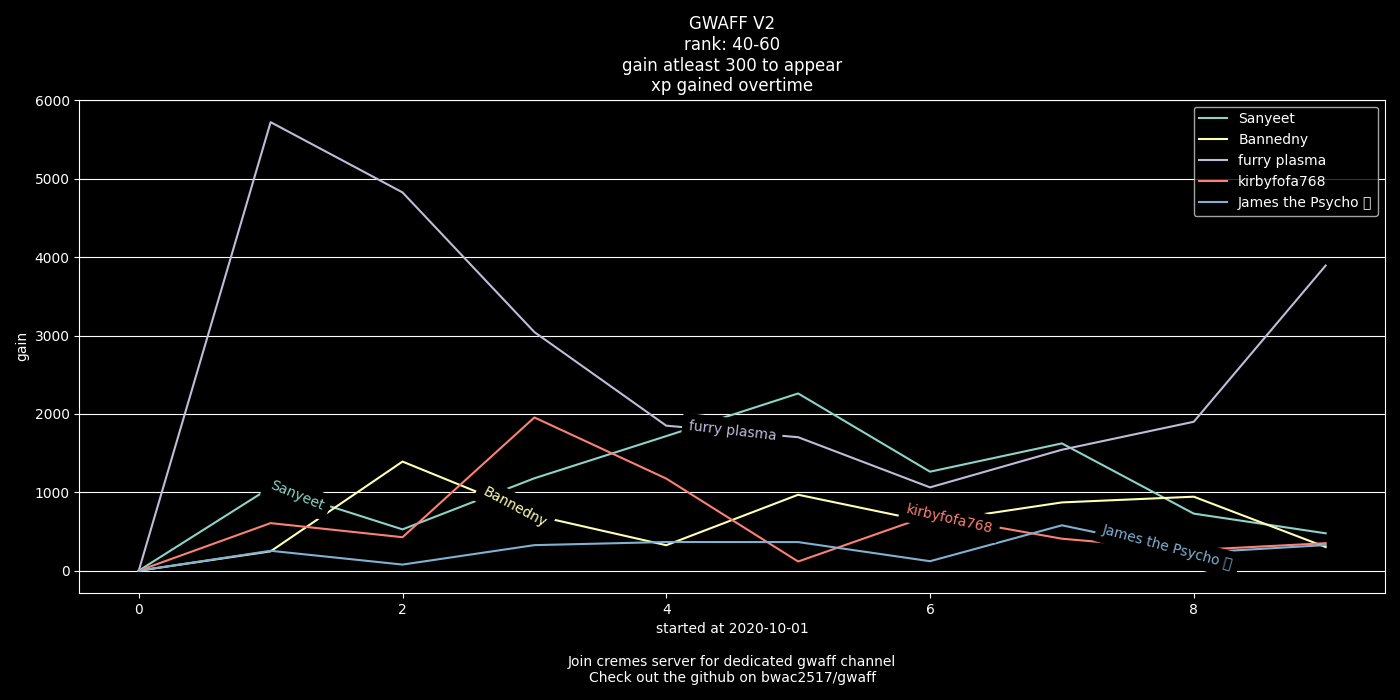 GWAFF V2
rank: 40-60
gain atleast 300 to appear
xp gained overtime
6000
5000
4000
3000
2000
1000
0
gain
Sanyeet
Bannedny
furry plasma
kirbyfofa768
James the Psycho
Sanyeet
Bannedny
furry plasma
kirbyfofa768
James the Psycho
0
2
4
6
8
started at 2020-10-01
Join cremes server for dedicated gwaff channel
Check out the github on bwac2517/gwaff